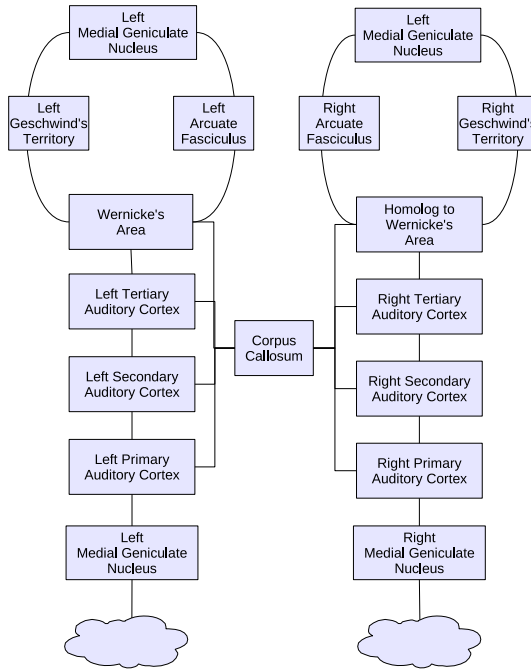 Left
Medial Geniculate
Nucleus
Left
Medial Geniculate
Nucleus
Left
Geschwind's
Territory
Left
Arcuate
Fasciculus
Right
Arcuate
Fasciculus
Right
Geschwind's
Territory
Wernicke's
Area
Homolog to
Wernicke's
Area
Left Tertiary
Auditory Cortex
Right Tertiary
Auditory Cortex
Corpus
Callosum
Left Secondary
Auditory Cortex
Right Secondary
Auditory Cortex
Left Primary
Auditory Cortex
Right Primary
Auditory Cortex
Left
Medial Geniculate
Nucleus
Right
Medial Geniculate
Nucleus